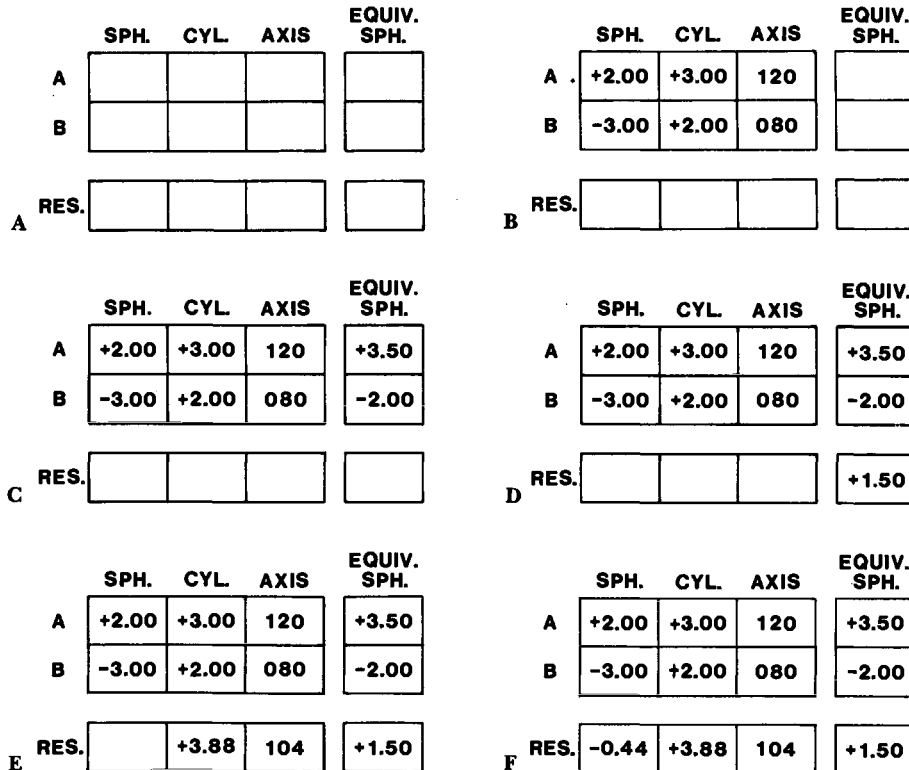 EQUIV.
SPH. CYL. AXIS SPH.
A
B
A RES.
EQUIV.
SPH. CYL. AXIS SPH.
A . +2.00 +3.00 120
B -3.00 +2.00 080
B RES.
EQUIV.
SPH. CYL. AXIS SPH.
A +2.00 +3.00 120 +3.50
B -3.00 +2.00 080 -2.00
C RES.
EQUIV.
SPH. CYL. AXIS SPH.
A +2.00 +3.00 120 +3.50
B -3.00 +2.00 080 -2.00
D RES. +1.50
EQUIV.
SPH. CYL. AXIS SPH.
A +2.00 +3.00 120 +3.50
B -3.00 +2.00 080 -2.00
E RES. +3.88 104 +1.50
EQUIV.
SPH. CYL. AXIS SPH.
A +2.00 +3.00 120 +3.50
B -3.00 +2.00 080 -2.00
F RES. -0.44 +3.88 104 +1.50